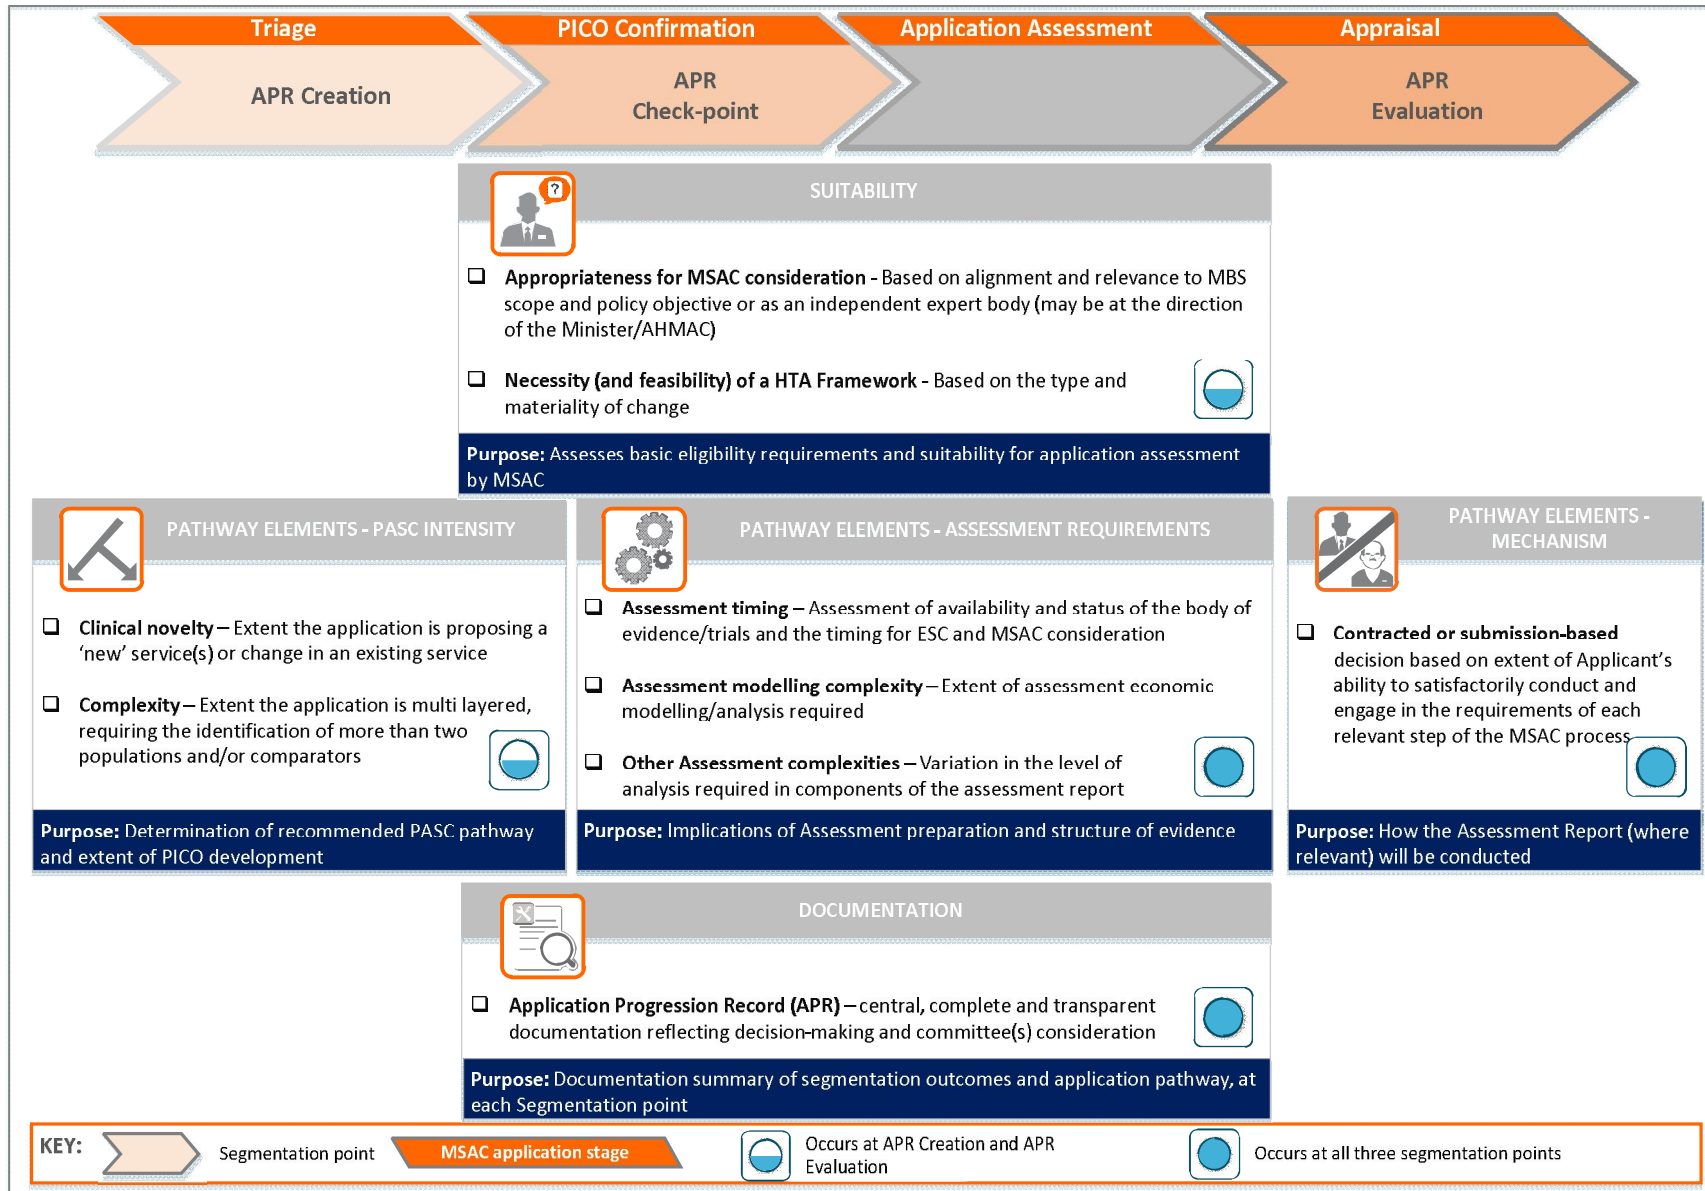 Triage
PICO Confirmation
Application Assessment
Appraisal
APR Creation
APR
Check-point
APR
Evaluation
?
SUITABILITY
Appropriateness for MSAC consideration - Based on alignment and relevance to MBS
scope and policy objective or as an independent expert body (may be at the direction
of the Minister/AHMAC)
Necessity (and feasibility) of a HTA Framework - Based on the type and
materiality of change
Purpose: Assesses basic eligibility requirements and suitability for application assessment
by MSAC
PATHWAY ELEMENTS - PASC INTENSITY
Clinical novelty – Extent the application is proposing a
‘new’ service(s) or change in an existing service
Complexity – Extent the application is multi layered,
requiring the identification of more than two
populations and/or comparators
Purpose: Determination of recommended PASC pathway
and extent of PICO development
PATHWAY ELEMENTS - ASSESSMENT REQUIREMENTS
Assessment timing – Assessment of availability and status of the body of
evidence/trials and the timing for ESC and MSAC consideration
Assessment modelling complexity – Extent of assessment economic
modelling/analysis required
Other Assessment complexities – Variation in the level of
analysis required in components of the assessment report
Purpose: Implications of Assessment preparation and structure of evidence
PATHWAY ELEMENTS -
MECHANISM
Contracted or submission-based
decision based on extent of Applicant’s
ability to satisfactorily conduct and
engage in the requirements of each
relevant step of the MSAC process
Purpose: How the Assessment Report (where
relevant) will be conducted
DOCUMENTATION
Application Progression Record (APR) – central, complete and transparent
documentation reflecting decision-making and committee(s) consideration
Purpose: Documentation summary of segmentation outcomes and application pathway, at
each Segmentation point
KEY:
Segmentation point
MSAC application stage
Occurs at APR Creation and APR
Evaluation
Occurs at all three segmentation points